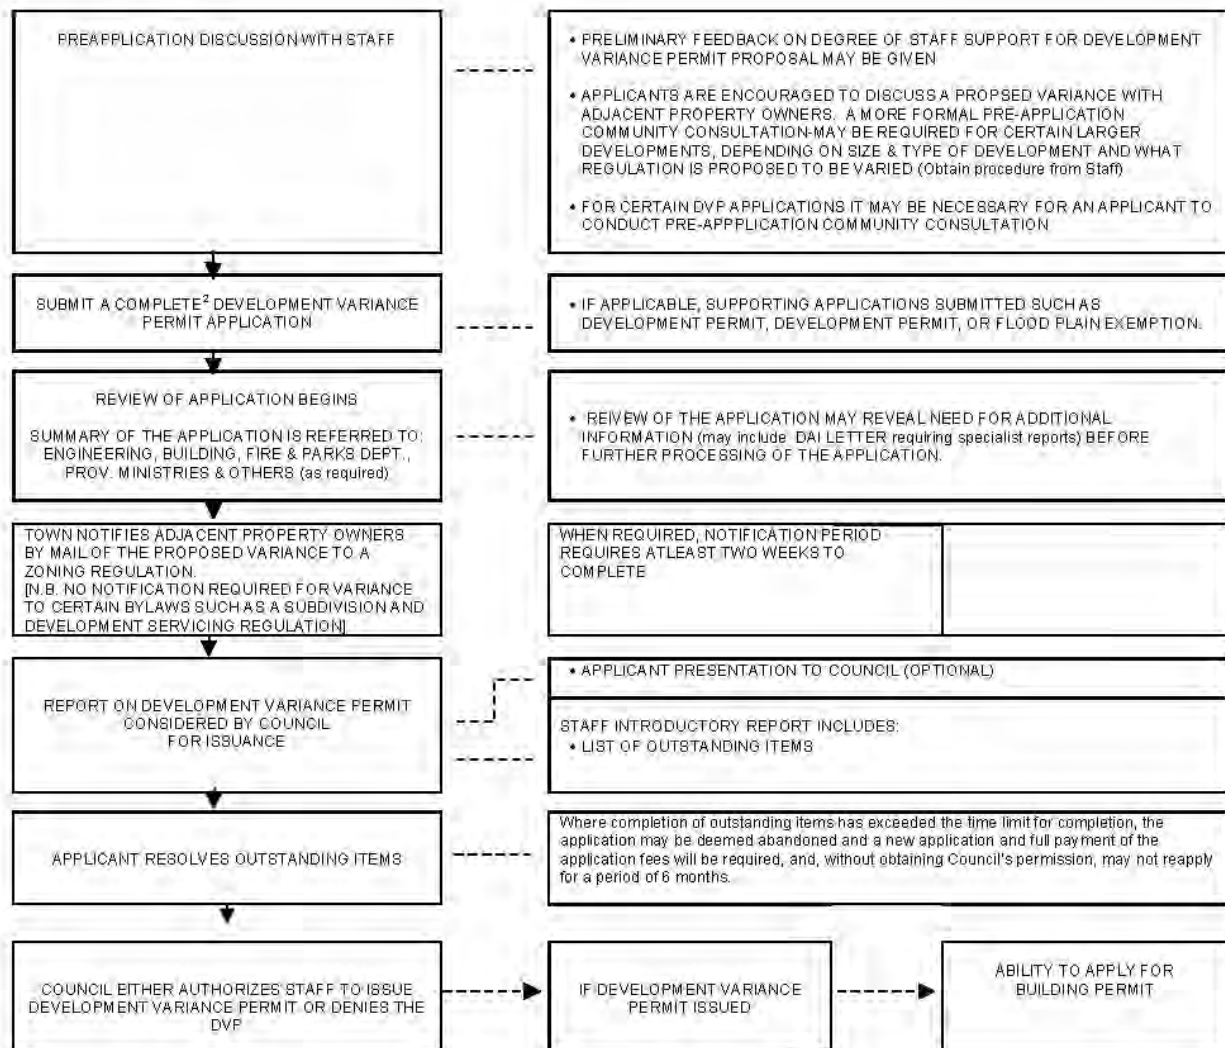 PREAPPLICATION DISCUSSION WITH STAFF
• PRELIMINARY FEEDBACK ON DEGREE OF STAFF SUPPORT FOR DEVELOPMENT
VARIANCE PERMIT PROPOSAL MAY BE GIVEN
• APPLICANTS ARE ENCOURAGED TO DISCUSS A PROPSED VARIANCE WITH
ADJACENT PROPERTY OWNERS. A MORE FORMAL PRE-APPLICATION
COMMUNITY CONSULTATION-MAY BE REQUIRED FOR CERTAIN LARGER
DEVELOPMENTS, DEPENDING ON SIZE & TYPE OF DEVELOPMENT AND WHAT
REGULATION IS PROPOSED TO BE VARIED (Obtain procedure from Staff)
• FOR CERTAIN DVP APPLICATIONS IT MAY BE NECESSARY FOR AN APPLICANT TO
CONDUCT PRE-APPPLICATION COMMUNITY CONSULTATION
SUBMIT A COMPLETE² DEVELOPMENT VARIANCE
PERMIT APPLICATION
• IF APPLICABLE, SUPPORTING APPLICATIONS SUBMITTED SUCH AS
DEVELOPMENT PERMIT, DEVELOPMENT PERMIT, OR FLOOD PLAIN EXEMPTION.
REVIEW OF APPLICATION BEGINS
SUMMARY OF THE APPLICATION IS REFERRED TO:
ENGINEERING, BUILDING, FIRE & PARKS DEPT.,
PROV. MINISTRIES & OTHERS (as required)
• REIVEW OF THE APPLICATION MAY REVEAL NEED FOR ADDITIONAL
INFORMATION (may include DAI LETTER requiring specialist reports) BEFORE
FURTHER PROCESSING OF THE APPLICATION.
TOWN NOTIFIES ADJACENT PROPERTY OWNERS
BY MAIL OF THE PROPOSED VARIANCE TO A
ZONING REGULATION.
[N.B. NO NOTIFICATION REQUIRED FOR VARIANCE
TO CERTAIN BYLAWS SUCH AS A SUBDIVISION AND
DEVELOPMENT SERVICING REGULATION]
WHEN REQUIRED, NOTIFICATION PERIOD
REQUIRES ATLEAST TWO WEEKS TO
COMPLETE
REPORT ON DEVELOPMENT VARIANCE PERMIT
CONSIDERED BY COUNCIL
FOR ISSUANCE
• APPLICANT PRESENTATION TO COUNCIL (OPTIONAL)
STAFF INTRODUCTORY REPORT INCLUDES:
• LIST OF OUTSTANDING ITEMS
APPLICANT RESOLVES OUTSTANDING ITEMS
Where completion of outstanding items has exceeded the time limit for completion, the
application may be deemed abandoned and a new application and full payment of the
application fees will be required, and, without obtaining Council's permission, may not reapply
for a period of 6 months.
COUNCIL EITHER AUTHORIZES STAFF TO ISSUE
DEVELOPMENT VARIANCE PERMIT OR DENIES THE
DVP
IF DEVELOPMENT VARIANCE
PERMIT ISSUED
ABILITY TO APPLY FOR
BUILDING PERMIT